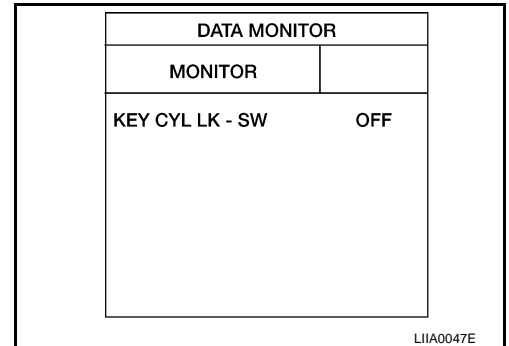 DATA MONITOR
MONITOR
KEY CYL LK - SW OFF
LIIA0047E